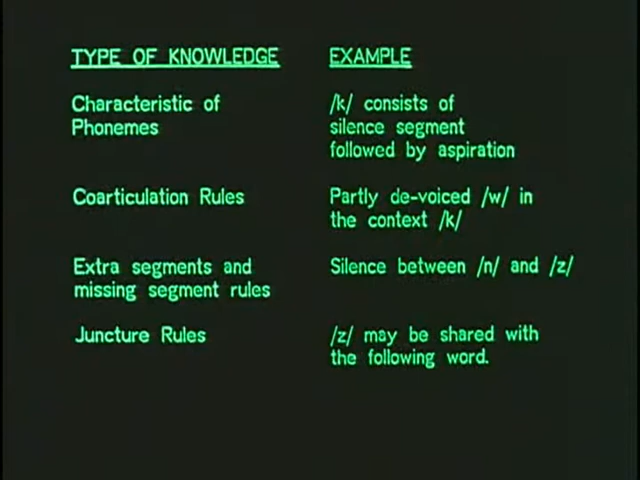 TYPE OF KNOWLEDGE EXAMPLE
Characteristic of
Phonemes
/k/ consists of
silence segment
followed by aspiration
Coarticulation Rules
Partly de-voiced /w/ in
the context /k/
Extra segments and
missing segment rules
Silence between /n/ and /z/
Juncture Rules
/z/ may be shared with
the following word.